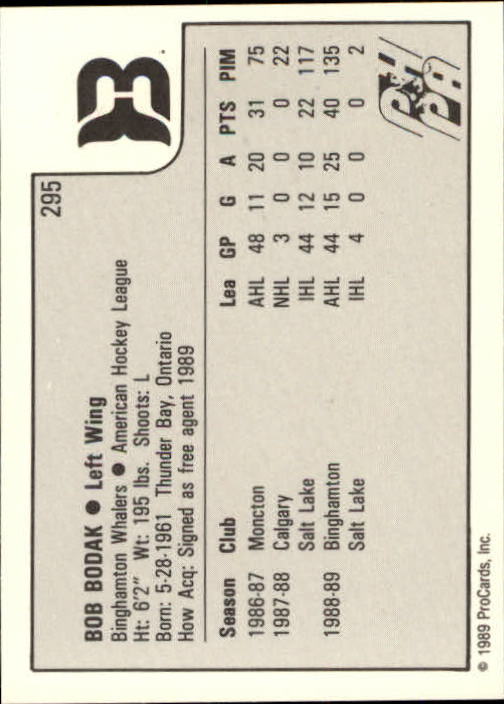 295
BOB BODAK ● Left Wing
Binghamton Whalers ● American Hockey League
Ht: 6'2" Wt: 195 lbs. Shoots: L
Born: 5-28-1961 Thunder Bay, Ontario
How Acq: Signed as free agent 1989
Season Club Lea GP G A PTS PIM
1986-87 Moncton AHL 48 11 20 31 75
1987-88 Calgary NHL 3 0 0 0 22
Salt Lake IHL 44 12 10 22 117
1988-89 Binghamton AHL 44 15 25 40 135
Salt Lake IHL 4 0 0 0 2
© 1989 ProCards, Inc.